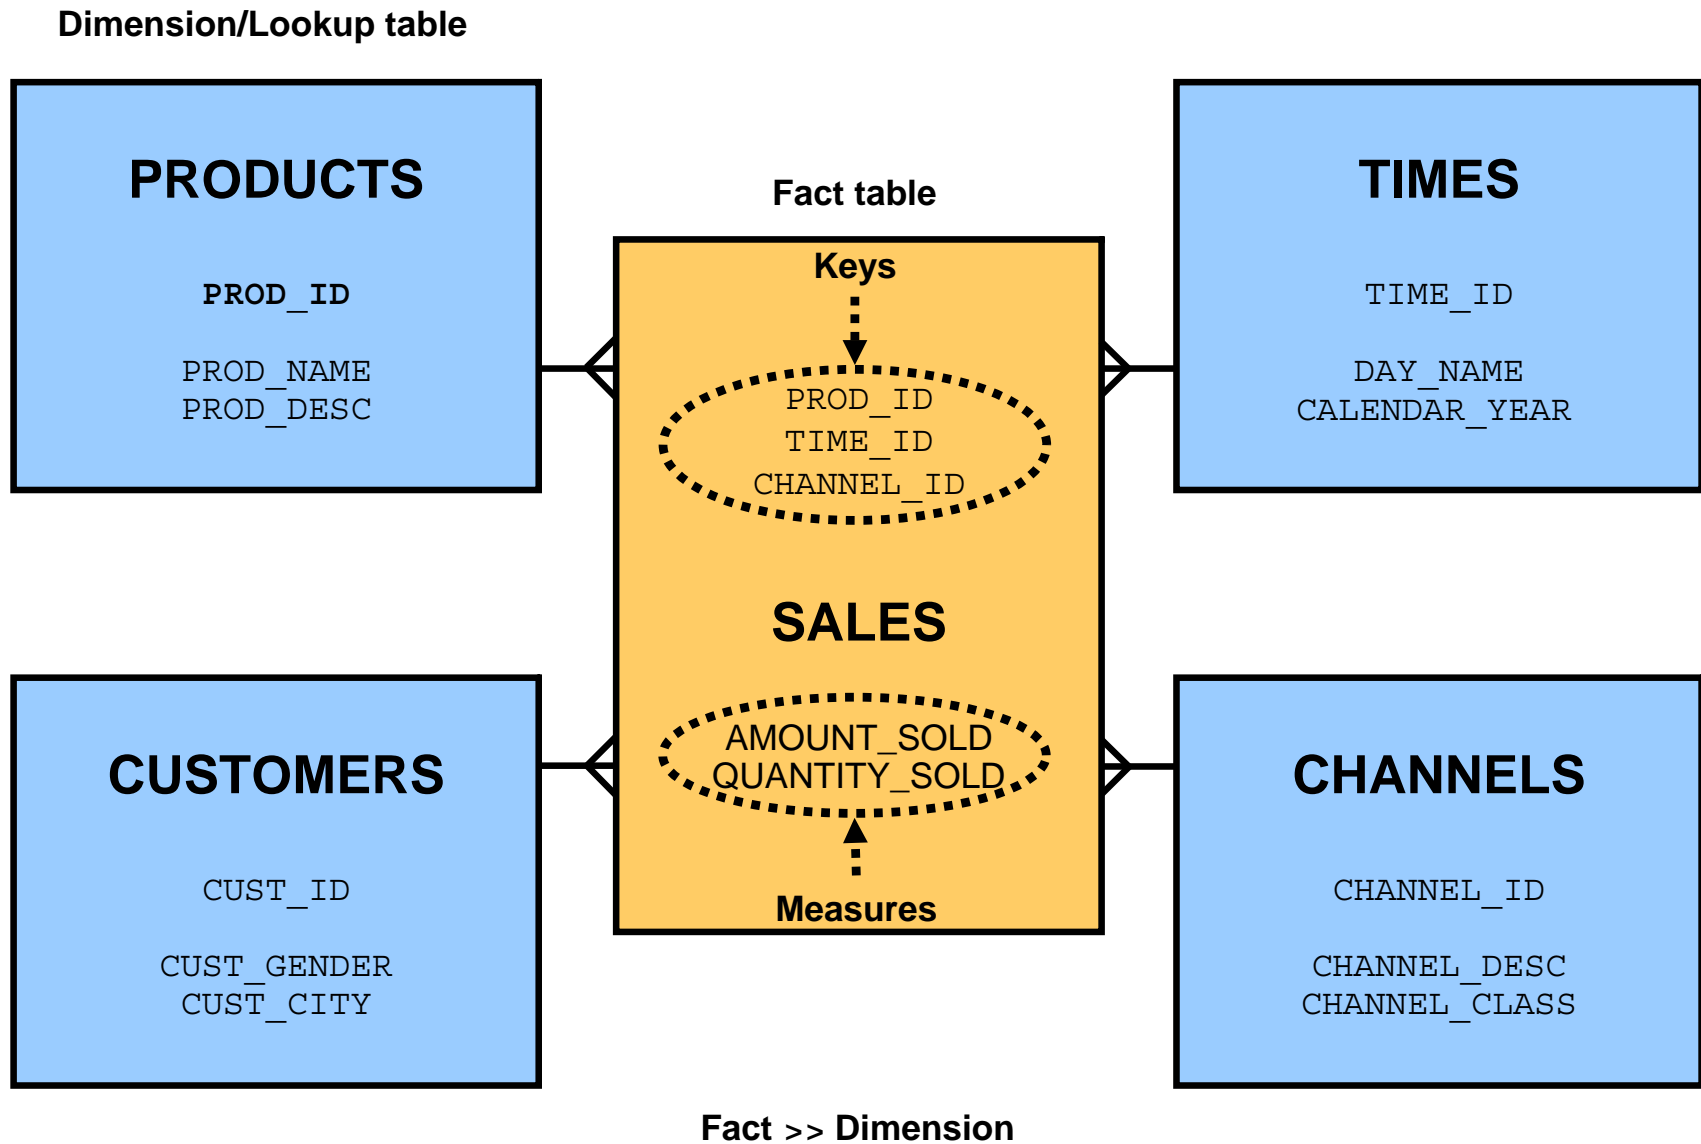 Dimension/Lookup table
PRODUCTS
PROD_ID
PROD_NAME
PROD_DESC
Fact table
Keys
PROD_ID
TIME_ID
CHANNEL_ID
SALES
AMOUNT_SOLD
QUANTITY_SOLD
Measures
TIMES
TIME_ID
DAY_NAME
CALENDAR_YEAR
CUSTOMERS
CUST_ID
CUST_GENDER
CUST_CITY
CHANNELS
CHANNEL_ID
CHANNEL_DESC
CHANNEL_CLASS
Fact >> Dimension